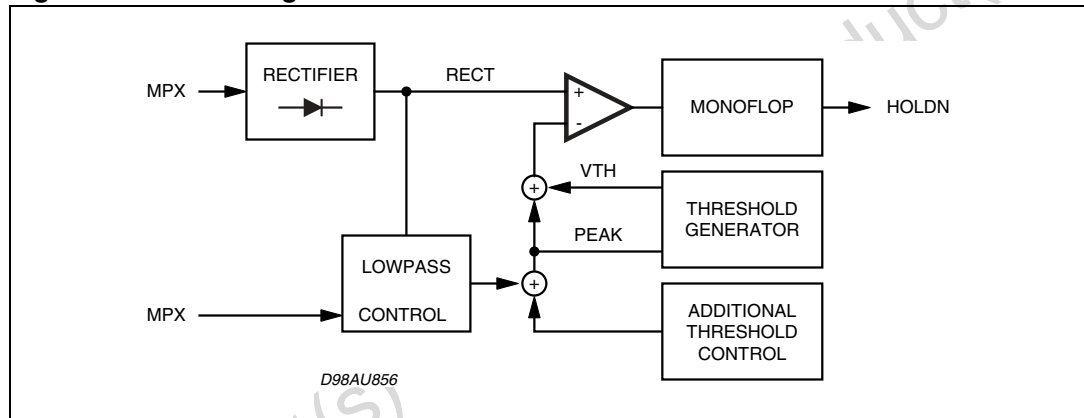 MPX
RECTIFIER
RECT
+
-
MONOFLOP
HOLDN
VTH
+
THRESHOLD
GENERATOR
PEAK
LOWPASS
CONTROL
+
MPX
ADDITIONAL
THRESHOLD
CONTROL
D98AU856